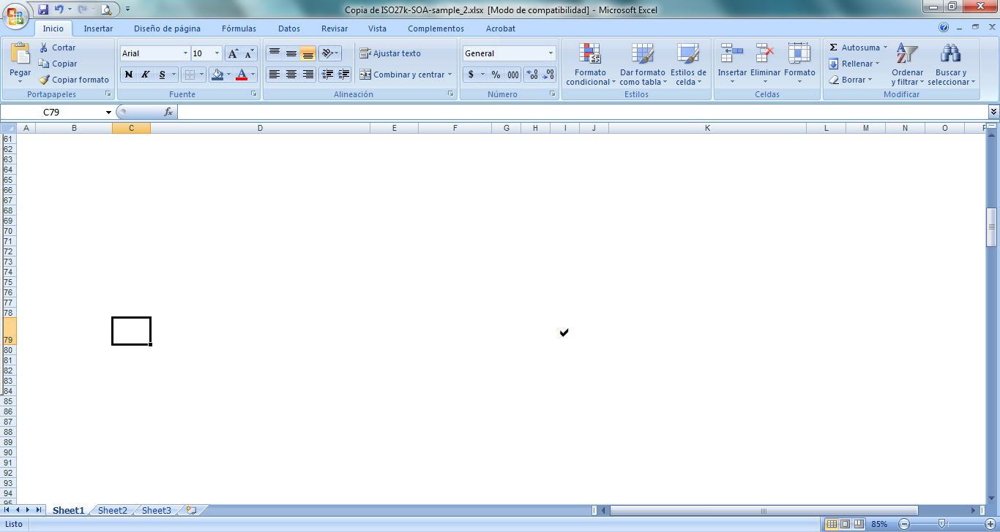 Copia de ISO27k-SOA-sample_2.xlsx [Modo de compatibilidad] - Microsoft Excel
Inicio Insertar Diseño de página Fórmulas Datos Revisar Vista Complementos Acrobat
Pegar
Cortar
Copiar
Copiar formato
Portapapeles
Arial 10
N K S
Fuente
Ajustar texto
Combinar y centrar
Alineación
General
$ % 000
Número
Formato condicional
Dar formato como tabla
Estilos de celda
Estilos
Insertar Eliminar Formato
Celdas
Σ Autosuma
Rellenar
Borrar
Ordenar y filtrar
Buscar y seleccionar
Modificar
C79 fx
A B C D E F G H I J K L M N O P
61
62
63
64
65
66
67
68
69
70
71
72
73
74
75
76
77
78
79
80
81
82
83
84
85
86
87
88
89
90
91
92
93
94
95
Sheet1 Sheet2 Sheet3
Listo 85%